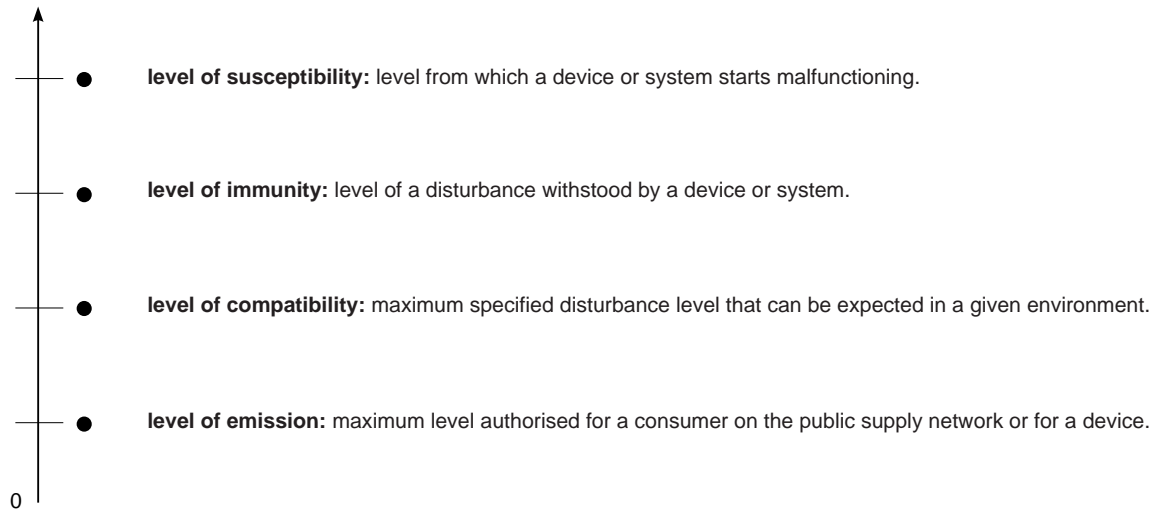 level of susceptibility: level from which a device or system starts malfunctioning.
level of immunity: level of a disturbance withstood by a device or system.
level of compatibility: maximum specified disturbance level that can be expected in a given environment.
level of emission: maximum level authorised for a consumer on the public supply network or for a device.
0